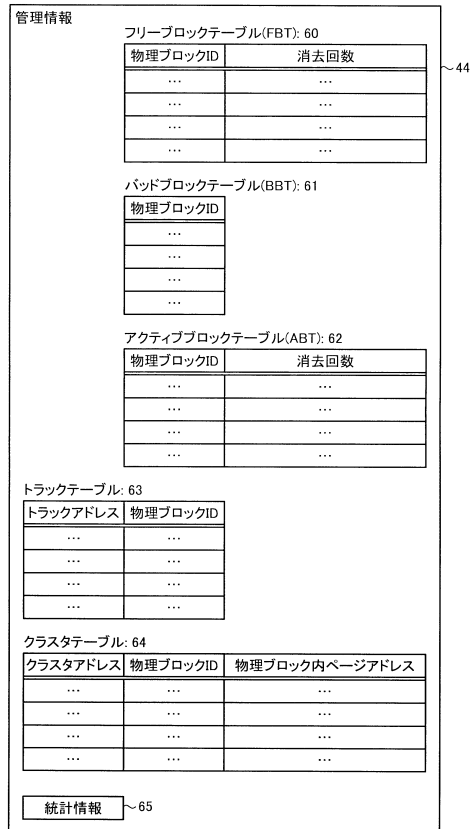 管理情報
フリーブロックテーブル(FBT): 60
物理ブロックID 消去回数
… …
… …
… …
… …
44
バッドブロックテーブル(BBT): 61
物理ブロックID
…
…
…
…
アクティブブロックテーブル(ABT): 62
物理ブロックID 消去回数
… …
… …
… …
… …
トラックテーブル: 63
トラックアドレス 物理ブロックID
… …
… …
… …
… …
クラスタテーブル: 64
クラスタアドレス 物理ブロックID 物理ブロック内ページアドレス
… … …
… … …
… … …
… … …
統計情報 65